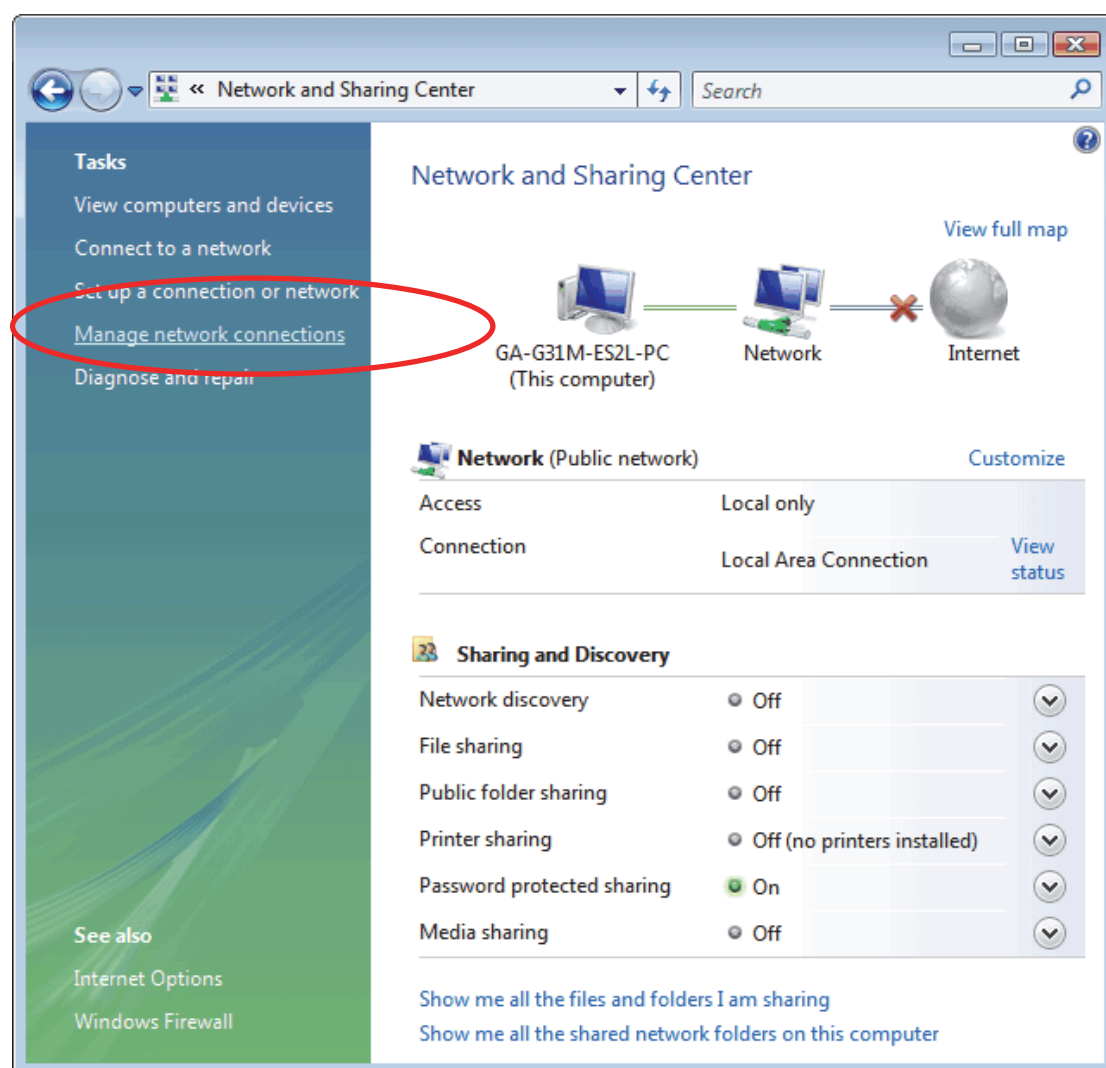 « Network and Sharing Center
Search
Tasks
View computers and devices
Connect to a network
Set up a connection or network
Manage network connections
Diagnose and repair
See also
Internet Options
Windows Firewall
Network and Sharing Center
View full map
GA-G31M-ES2L-PC
(This computer)
Network
Internet
Network (Public network)
Customize
Access Local only
Connection Local Area Connection View status
Sharing and Discovery
Network discovery Off
File sharing Off
Public folder sharing Off
Printer sharing Off (no printers installed)
Password protected sharing On
Media sharing Off
Show me all the files and folders I am sharing
Show me all the shared network folders on this computer